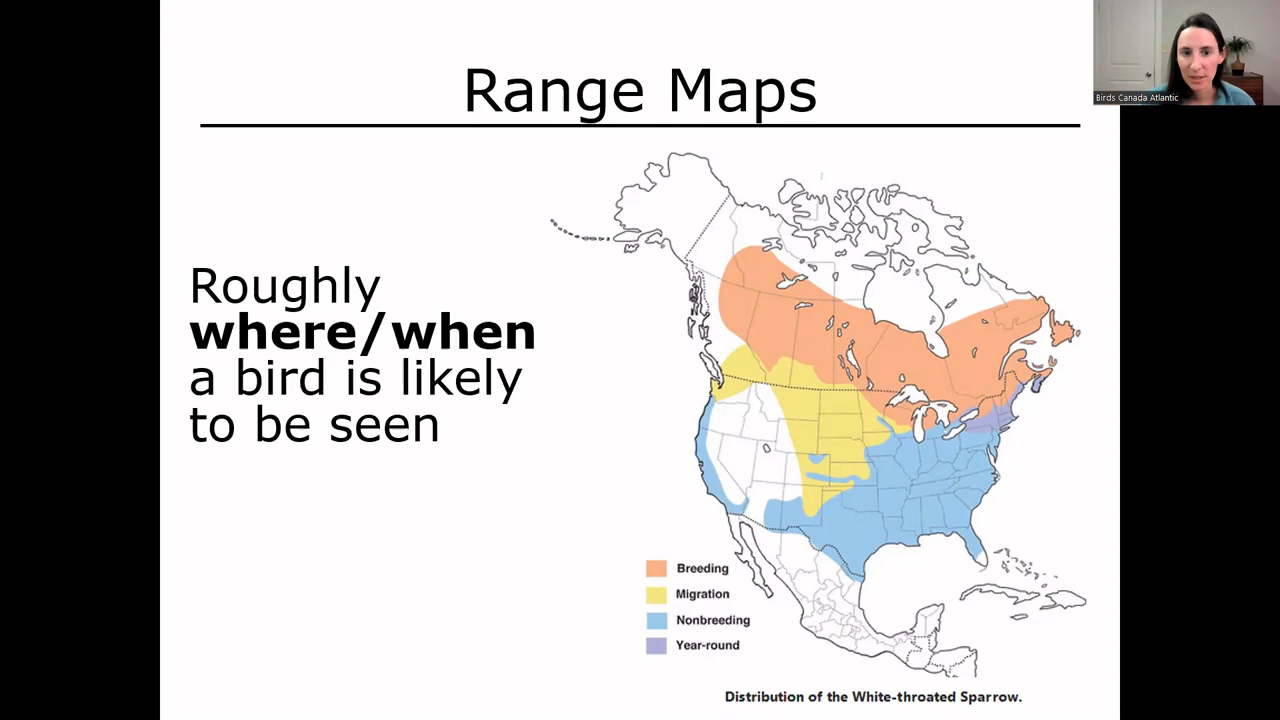 Range Maps
Birds Canada Atlantic
Roughly
where/when
a bird is likely
to be seen
Breeding
Migration
Nonbreeding
Year-round
Distribution of the White-throated Sparrow.